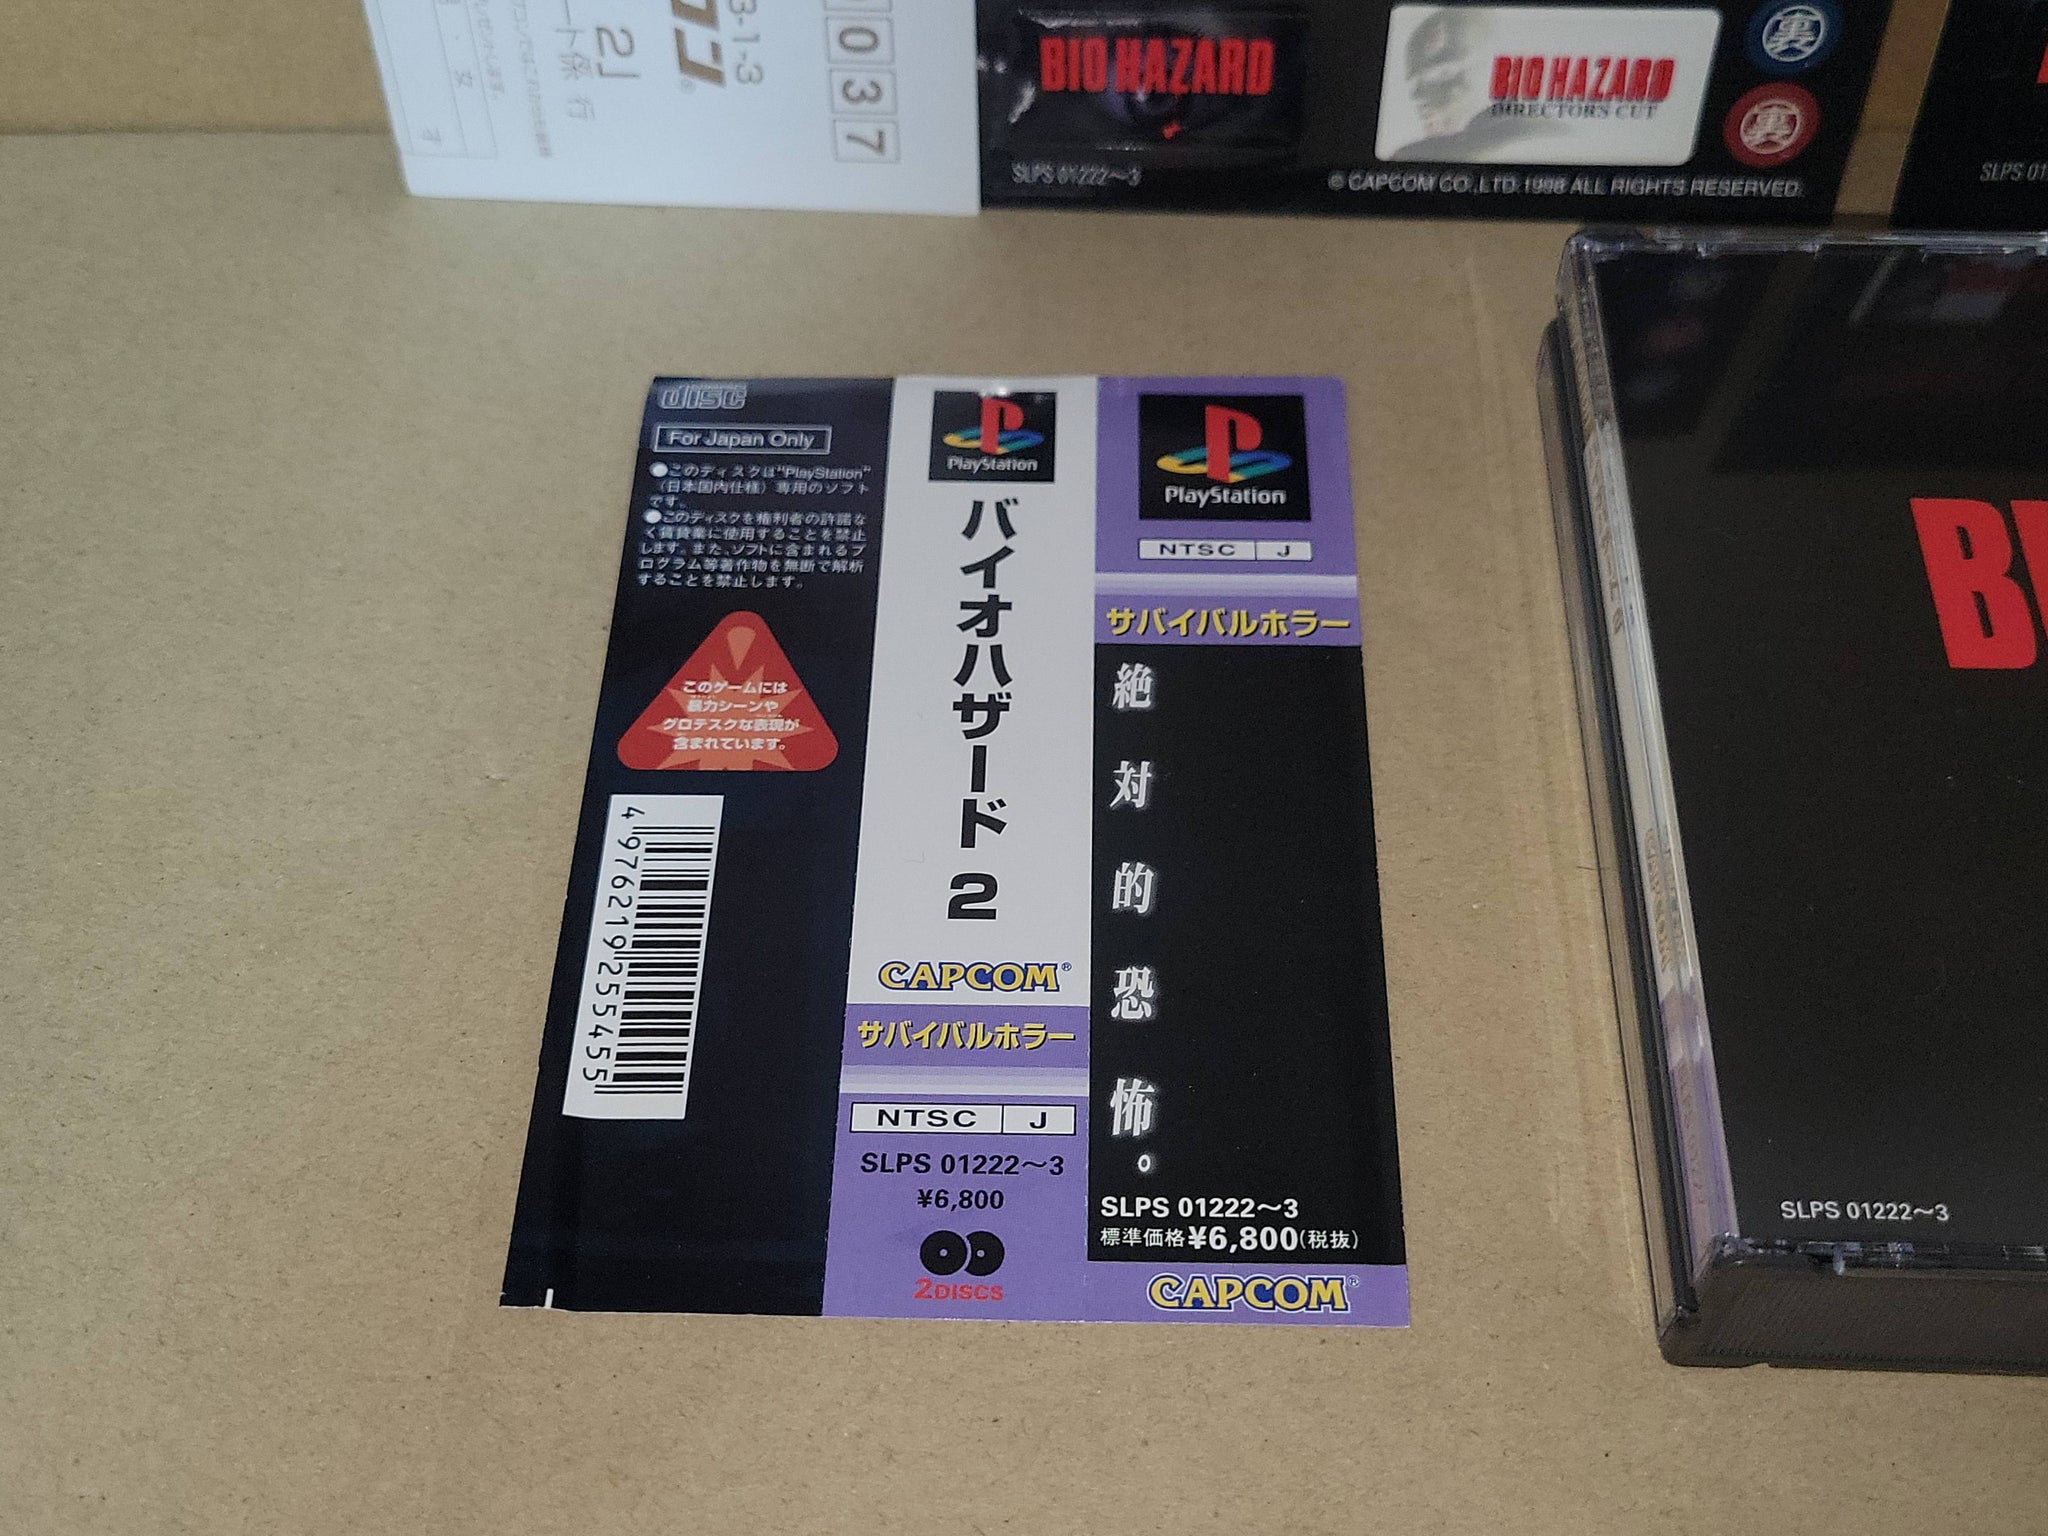 037
3-1-3
2」
BIO HAZARD
SLPS 01222～3
BIO HAZARD
DIRECTOR'S CUT
裏
裏
© CAPCOM CO.,LTD.1998 ALL RIGHTS RESERVED.
SLPS 01
disc
For Japan Only
●このディスクは"PlayStation"
(日本国内仕様)専用のソフト
です。
●このディスクを権利者の許諾な
く賃貸業に使用することを禁止
します。また、ソフトに含まれるプ
ログラム等著作物を無断で解析
することを禁止します。
このゲームには
暴力シーンや
グロテスクな表現が
含まれています。
4976219255455
PlayStation
バイオハザード2
CAPCOM®
サバイバルホラー
NTSC J
SLPS 01222～3
¥6,800
2DISCS
PlayStation
NTSC J
サバイバルホラー
絶対的恐怖。
SLPS 01222～3
標準価格¥6,800(税抜)
CAPCOM®
SLPS 01222～3